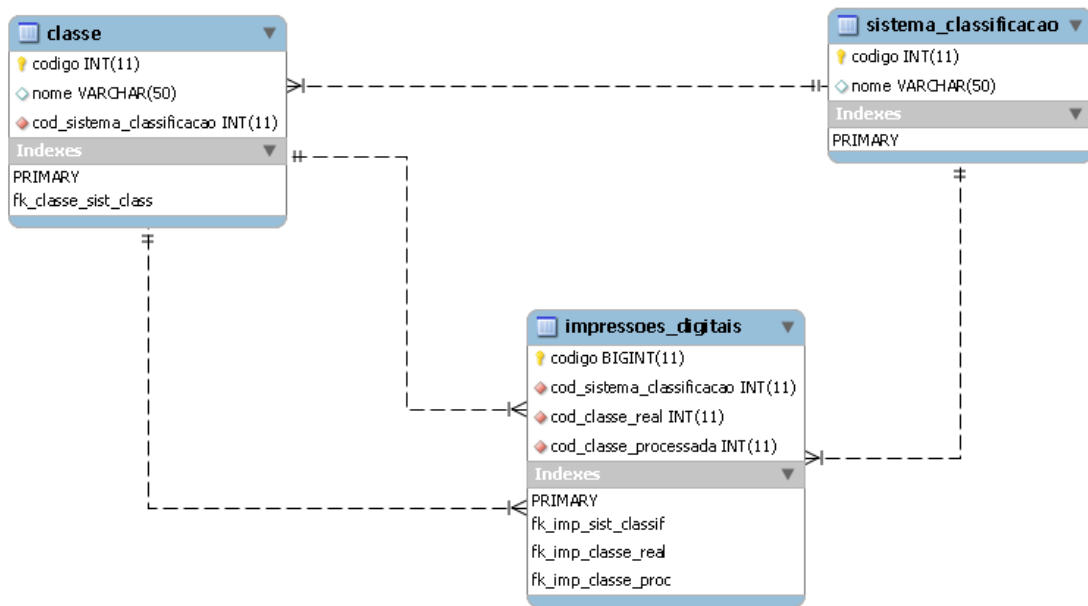 classe
codigo INT(11)
nome VARCHAR(50)
cod_sistema_classificacao INT(11)
Indexes
PRIMARY
fk_classe_sist_class
sistema_classificacao
codigo INT(11)
nome VARCHAR(50)
Indexes
PRIMARY
impressoes_digitais
codigo BIGINT(11)
cod_sistema_classificacao INT(11)
cod_classe_real INT(11)
cod_classe_processada INT(11)
Indexes
PRIMARY
fk_imp_sist_classif
fk_imp_classe_real
fk_imp_classe_proc